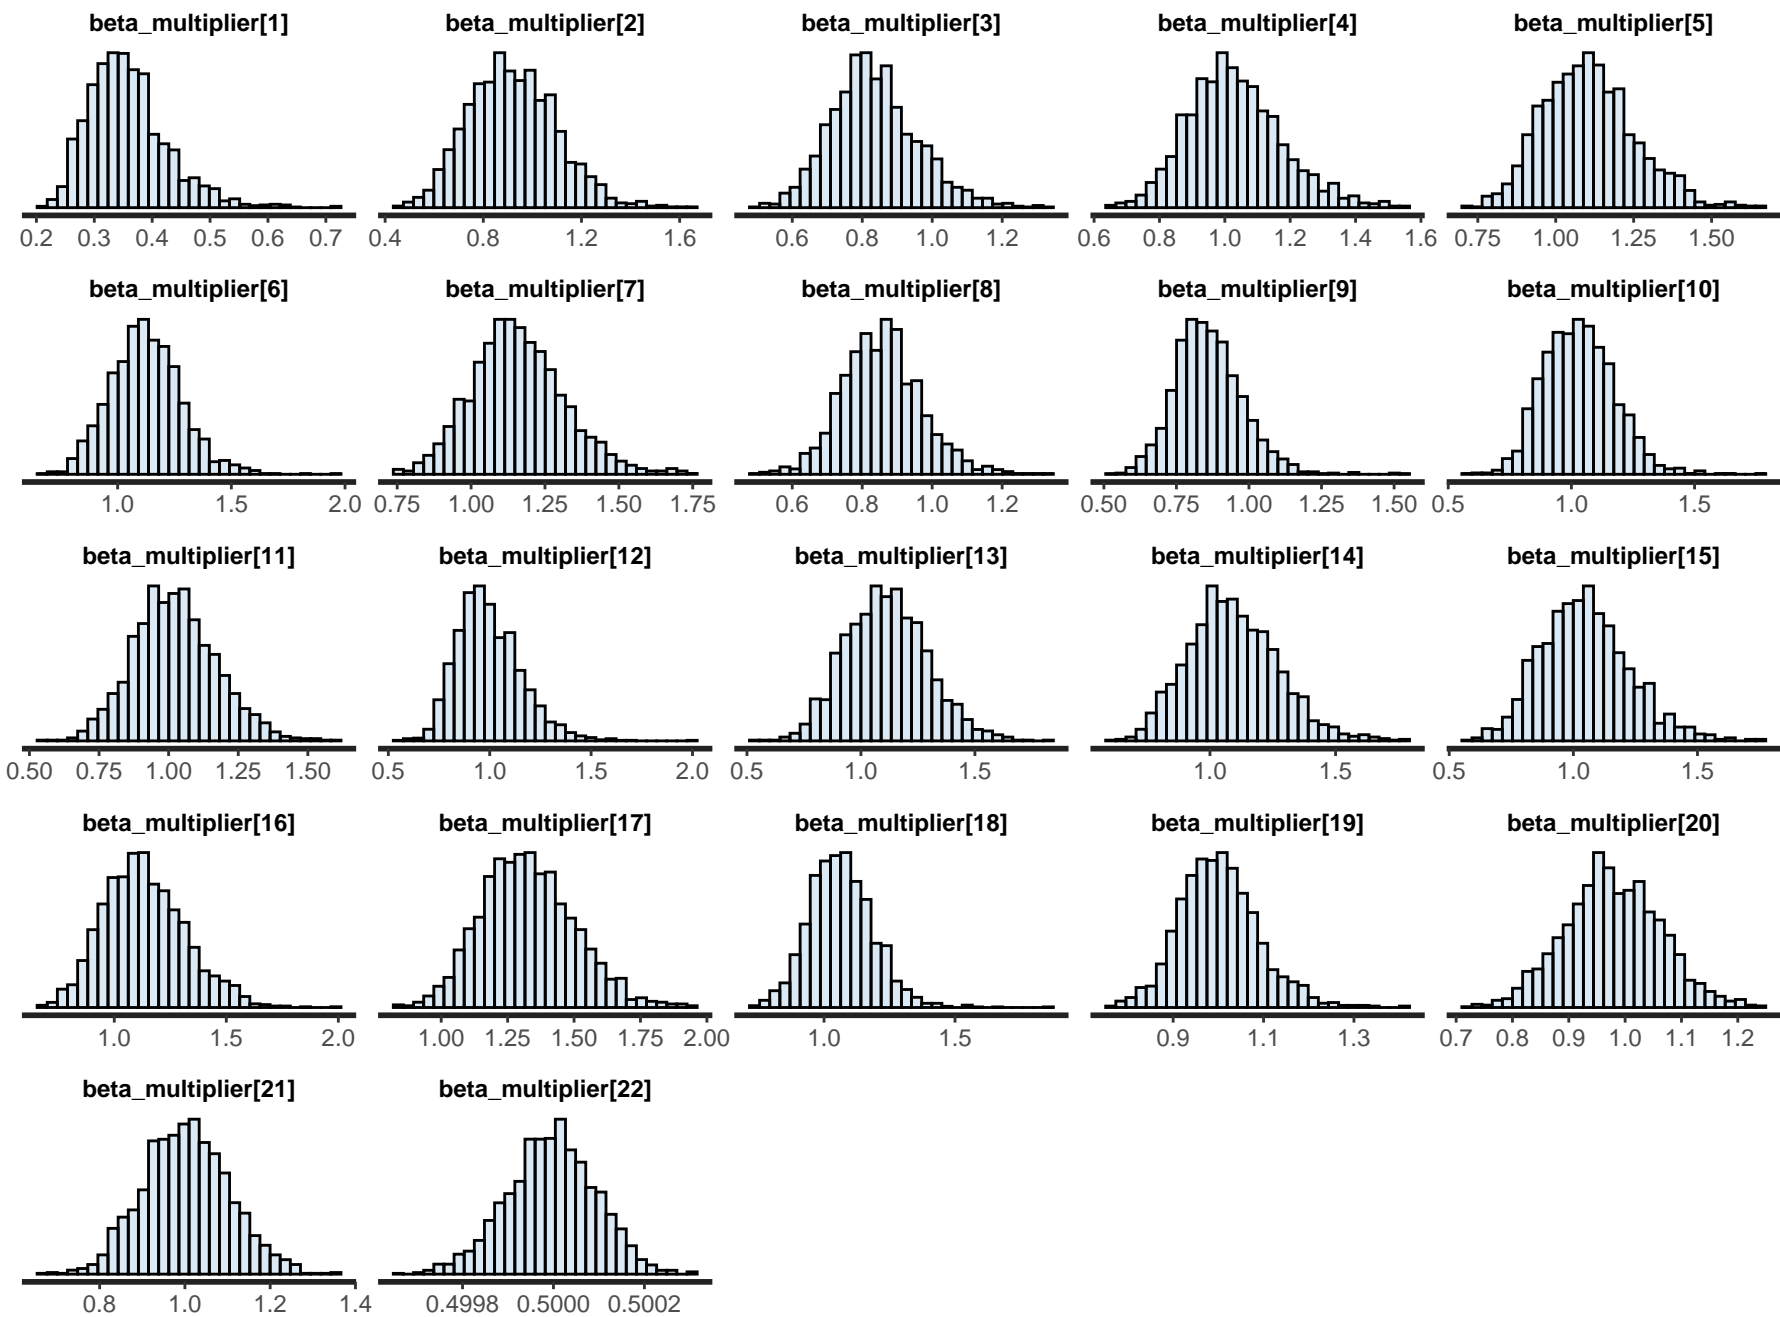 beta_multiplier[1] beta_multiplier[2] beta_multiplier[3] beta_multiplier[4] beta_multiplier[5]
0.2 0.3 0.4 0.5 0.6 0.7 0.4 0.8 1.2 1.6 0.6 0.8 1.0 1.2 0.6 0.8 1.0 1.2 1.4 1.6 0.75 1.00 1.25 1.50
beta_multiplier[6] beta_multiplier[7] beta_multiplier[8] beta_multiplier[9] beta_multiplier[10]
1.0 1.5 2.0 0.75 1.00 1.25 1.50 1.75 0.6 0.8 1.0 1.2 0.50 0.75 1.00 1.25 1.50 0.5 1.0 1.5
beta_multiplier[11] beta_multiplier[12] beta_multiplier[13] beta_multiplier[14] beta_multiplier[15]
0.50 0.75 1.00 1.25 1.50 0.5 1.0 1.5 2.0 0.5 1.0 1.5 1.0 1.5 0.5 1.0 1.5
beta_multiplier[16] beta_multiplier[17] beta_multiplier[18] beta_multiplier[19] beta_multiplier[20]
1.0 1.5 2.0 1.00 1.25 1.50 1.75 2.00 1.0 1.5 0.9 1.1 1.3 0.7 0.8 0.9 1.0 1.1 1.2
beta_multiplier[21] beta_multiplier[22]
0.8 1.0 1.2 1.4 0.4998 0.5000 0.5002